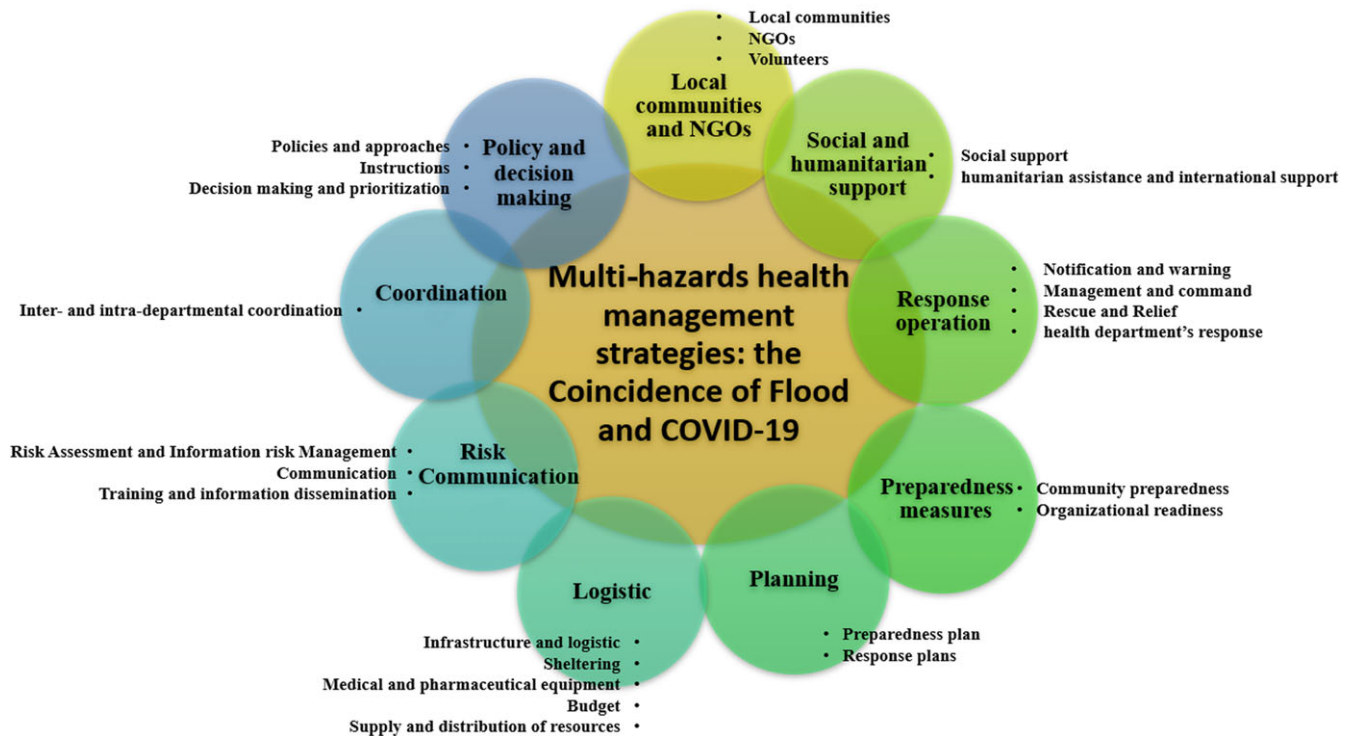 Multi-hazards health
management
strategies: the
Coincidence of Flood
and COVID-19
Local
communities
and NGOs
• Local communities
• NGOs
• Volunteers
Social and
humanitarian
support
• Social support
• humanitarian assistance and international support
Response
operation
• Notification and warning
• Management and command
• Rescue and Relief
• health department's response
Preparedness
measures
• Community preparedness
• Organizational readiness
Planning
• Preparedness plan
• Response plans
Logistic
Infrastructure and logistic •
Sheltering •
Medical and pharmaceutical equipment •
Budget •
Supply and distribution of resources •
Risk
Communication
Risk Assessment and Information risk Management •
Communication •
Training and information dissemination •
Coordination
Inter- and intra-departmental coordination •
Policy and
decision
making
Policies and approaches •
Instructions •
Decision making and prioritization •